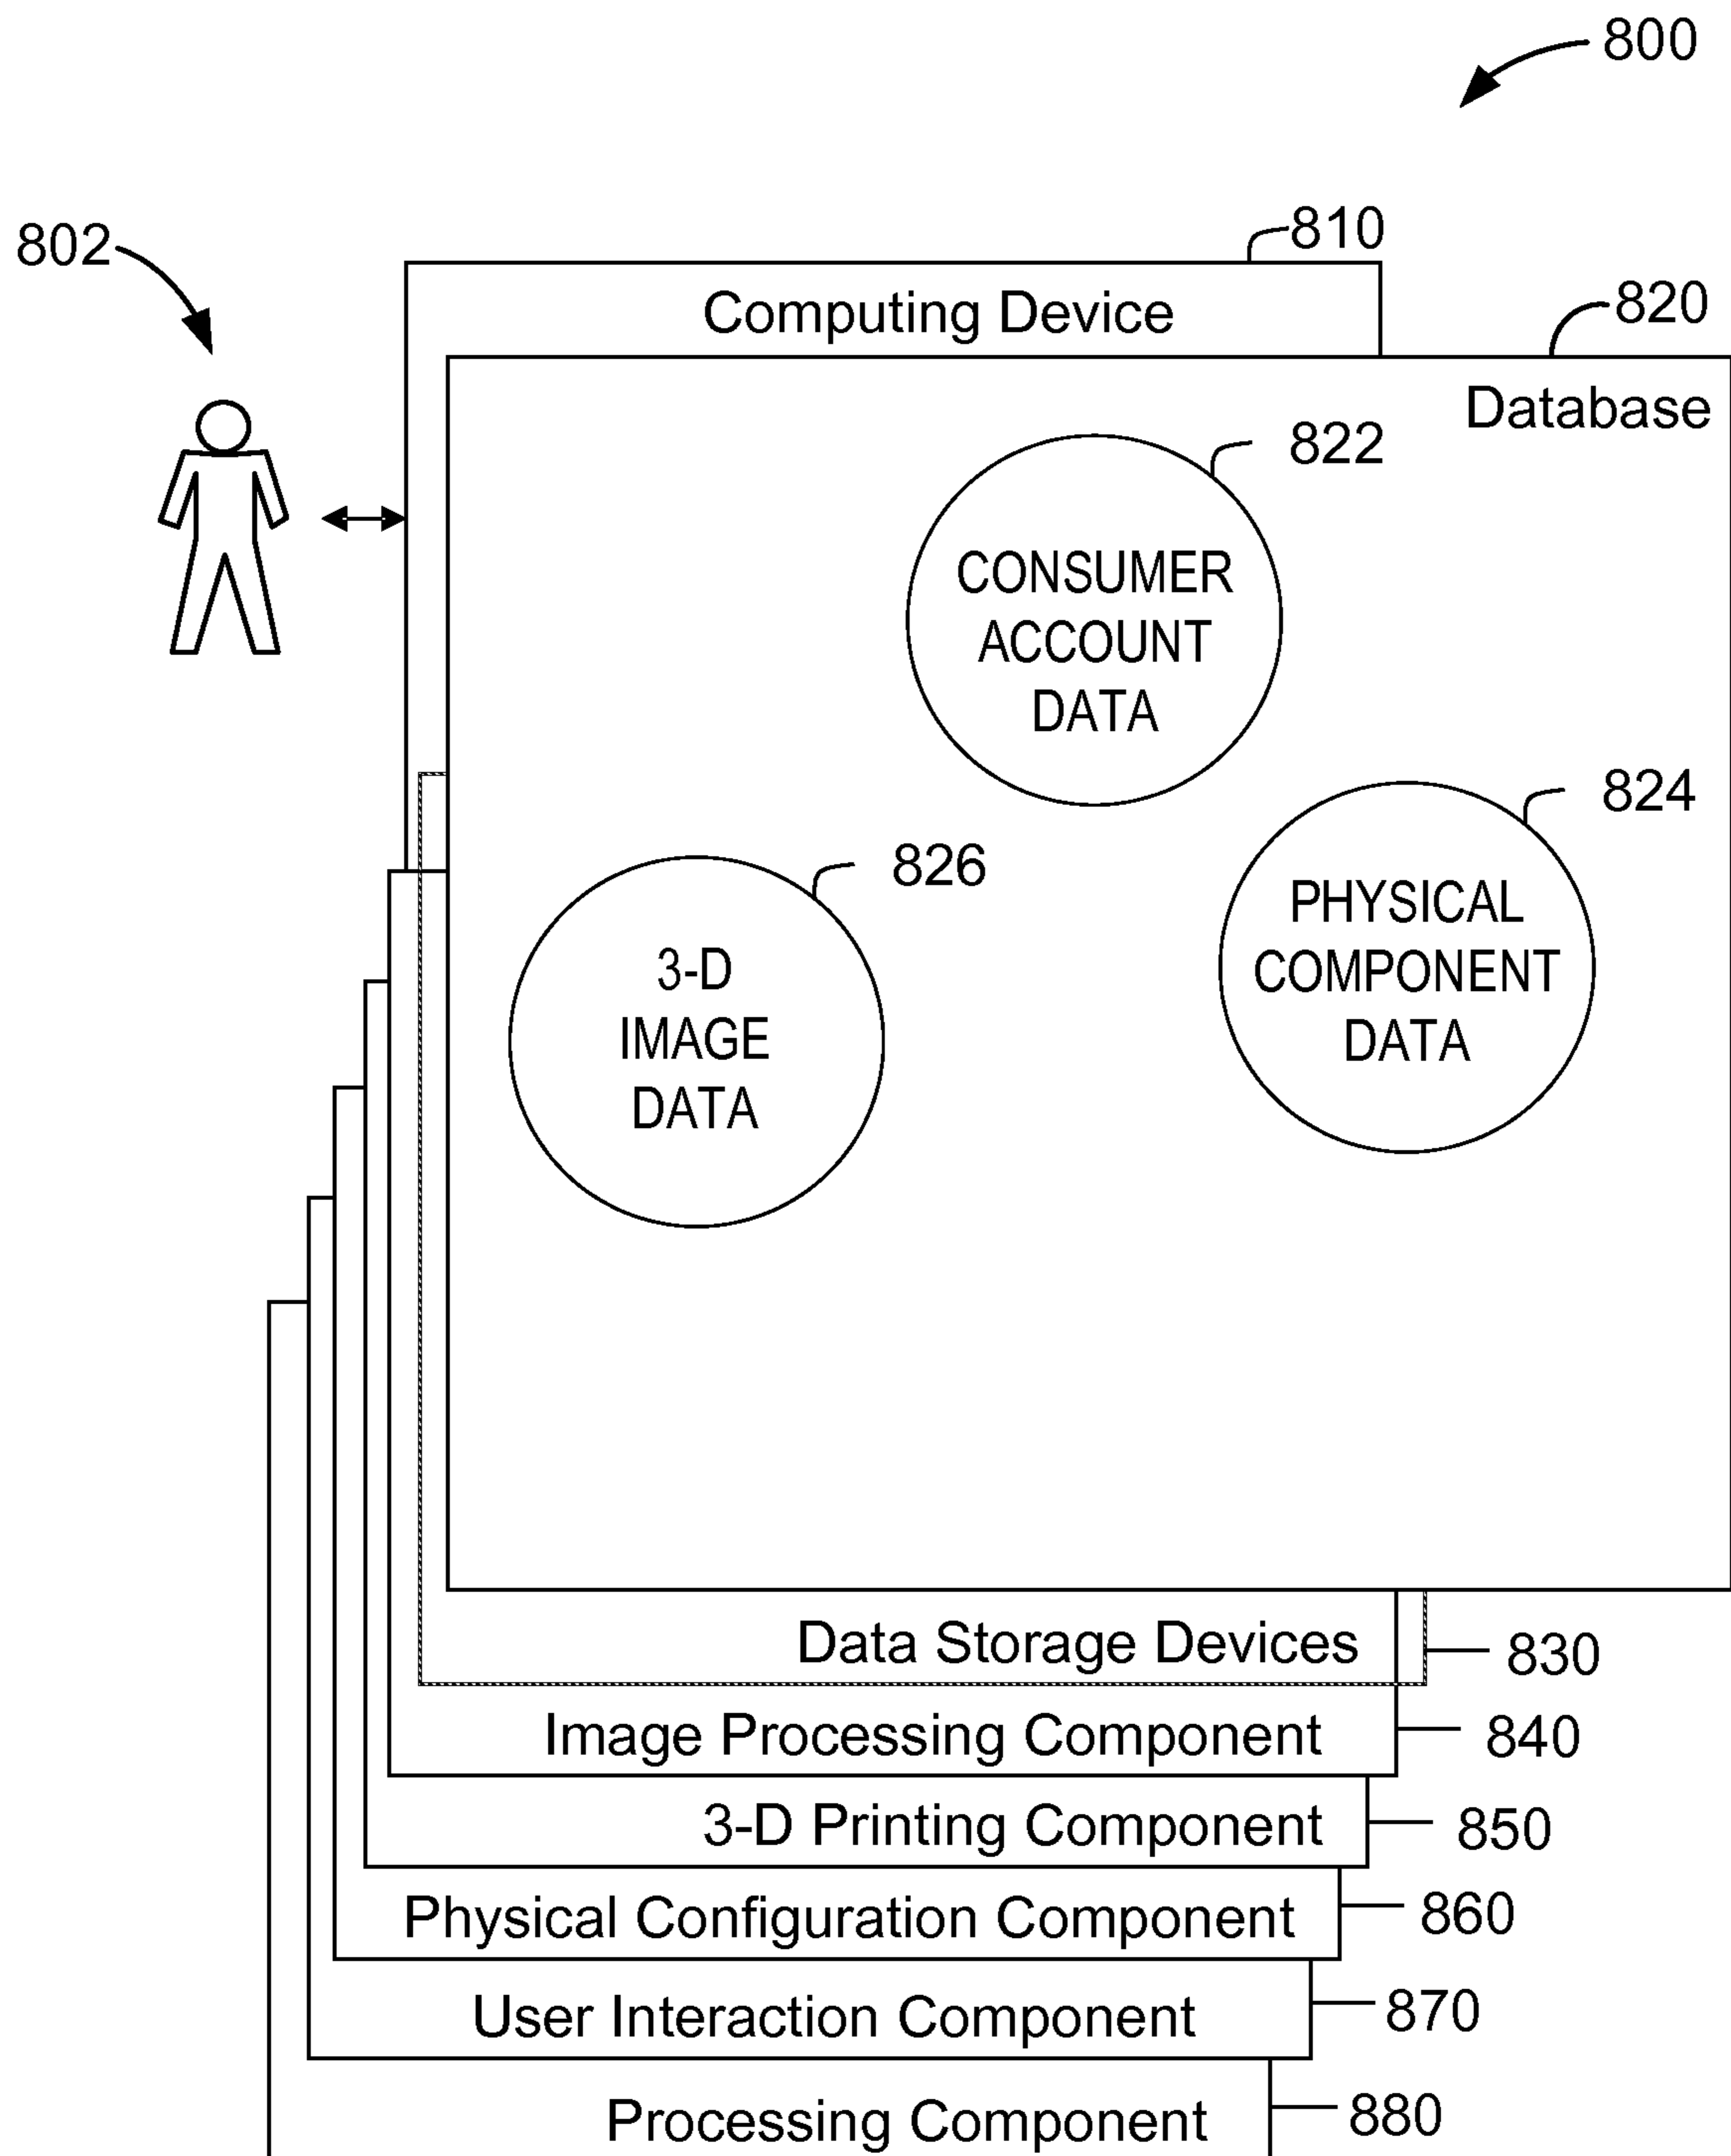 800
802
810
Computing Device
820
Database
822
CONSUMER
ACCOUNT
DATA
824
826
PHYSICAL
COMPONENT
DATA
3-D
IMAGE
DATA
Data Storage Devices
830
Image Processing Component
840
3-D Printing Component
850
Physical Configuration Component
860
User Interaction Component
870
Processing Component
880